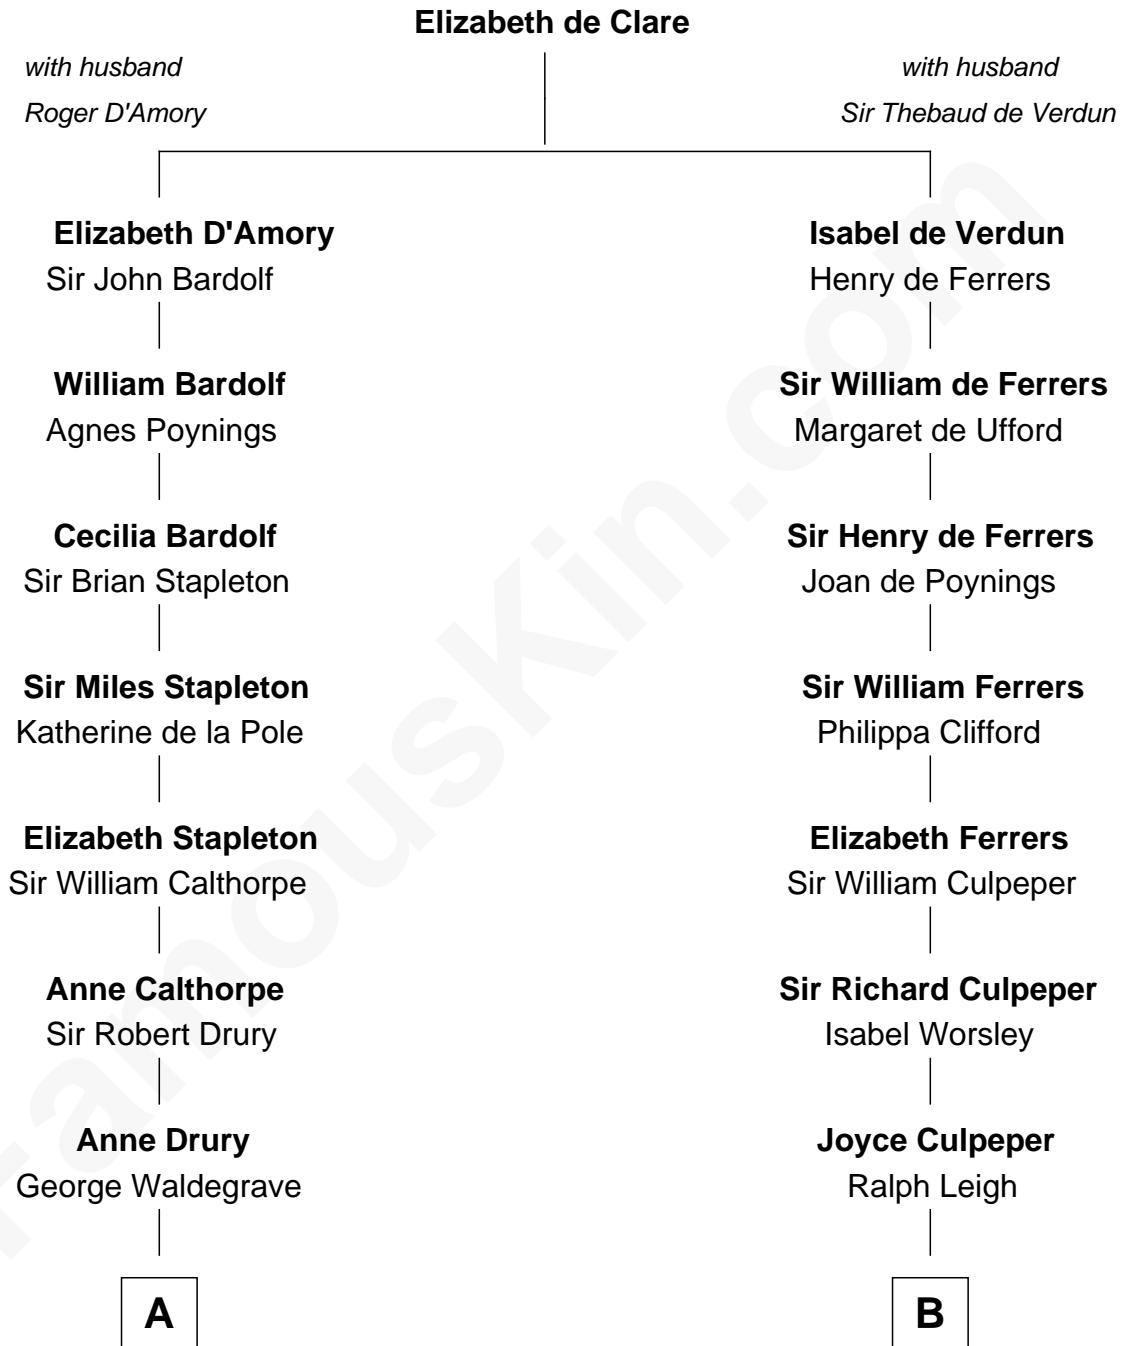 Elizabeth de Clare
with husband
Roger D'Amory
with husband
Sir Thebaud de Verdun
Elizabeth D'Amory
Sir John Bardolf
Isabel de Verdun
Henry de Ferrers
William Bardolf
Agnes Poynings
Sir William de Ferrers
Margaret de Ufford
Cecilia Bardolf
Sir Brian Stapleton
Sir Henry de Ferrers
Joan de Poynings
Sir Miles Stapleton
Katherine de la Pole
Sir William Ferrers
Philippa Clifford
Elizabeth Stapleton
Sir William Calthorpe
Elizabeth Ferrers
Sir William Culpeper
Anne Calthorpe
Sir Robert Drury
Sir Richard Culpeper
Isabel Worsley
Anne Drury
George Waldegrave
Joyce Culpeper
Ralph Leigh
A
B
FamousKin.com